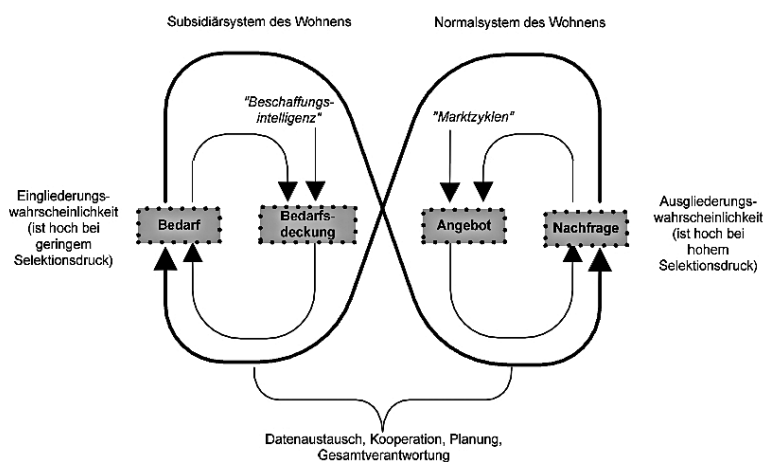 Subsidiärsystem des Wohnens
Normalsystem des Wohnens
"Beschaffungs-
intelligenz"
"Marktzyklen"
Eingliederungs-
wahrscheinlichkeit
(ist hoch bei
geringem
Selektionsdruck)
Bedarf
Bedarfs-
deckung
Angebot
Nachfrage
Ausgliederungs-
wahrscheinlichkeit
(ist hoch bei
hohem
Selektionsdruck)
Datenaustausch, Kooperation, Planung,
Gesamtverantwortung